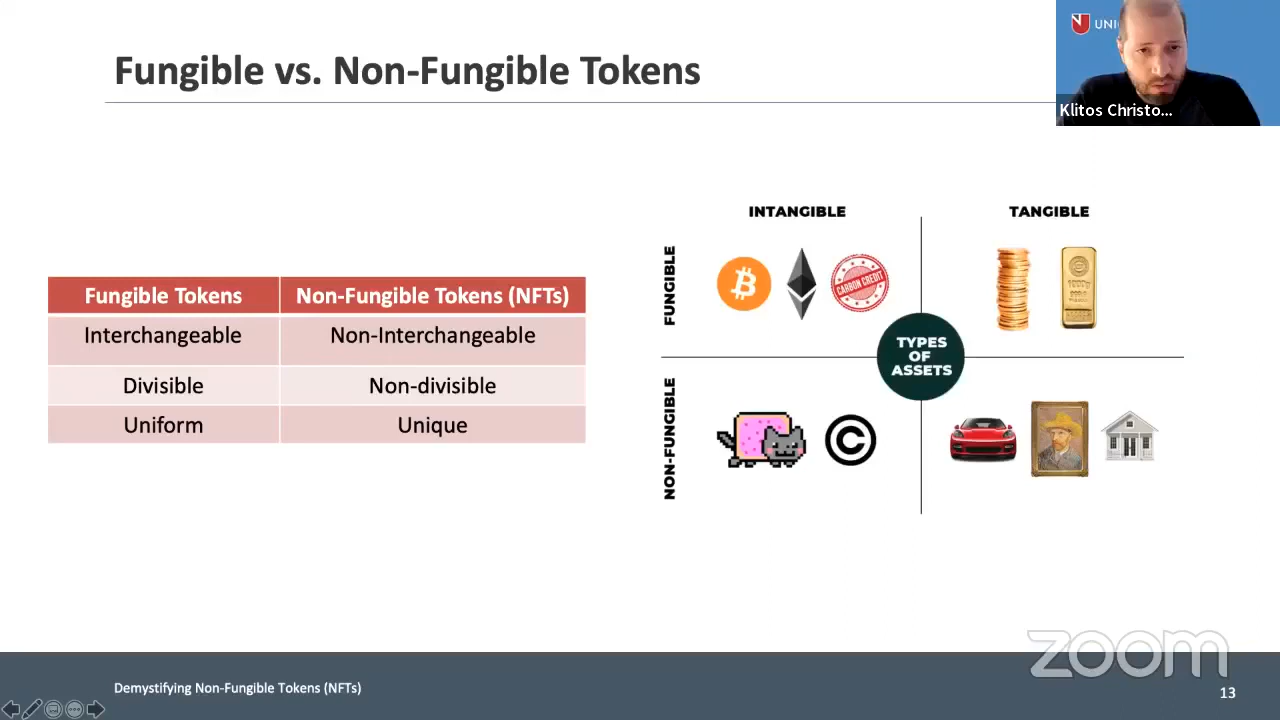 Fungible vs. Non-Fungible Tokens
UNI
Klitos Christo...
Fungible Tokens
Non-Fungible Tokens (NFTs)
Interchangeable
Non-Interchangeable
Divisible
Non-divisible
Uniform
Unique
INTANGIBLE
TANGIBLE
FUNGIBLE
CARBON CREDIT
TYPES
OF
ASSETS
NON-FUNGIBLE
zoom
Demystifying Non-Fungible Tokens (NFTs)
13